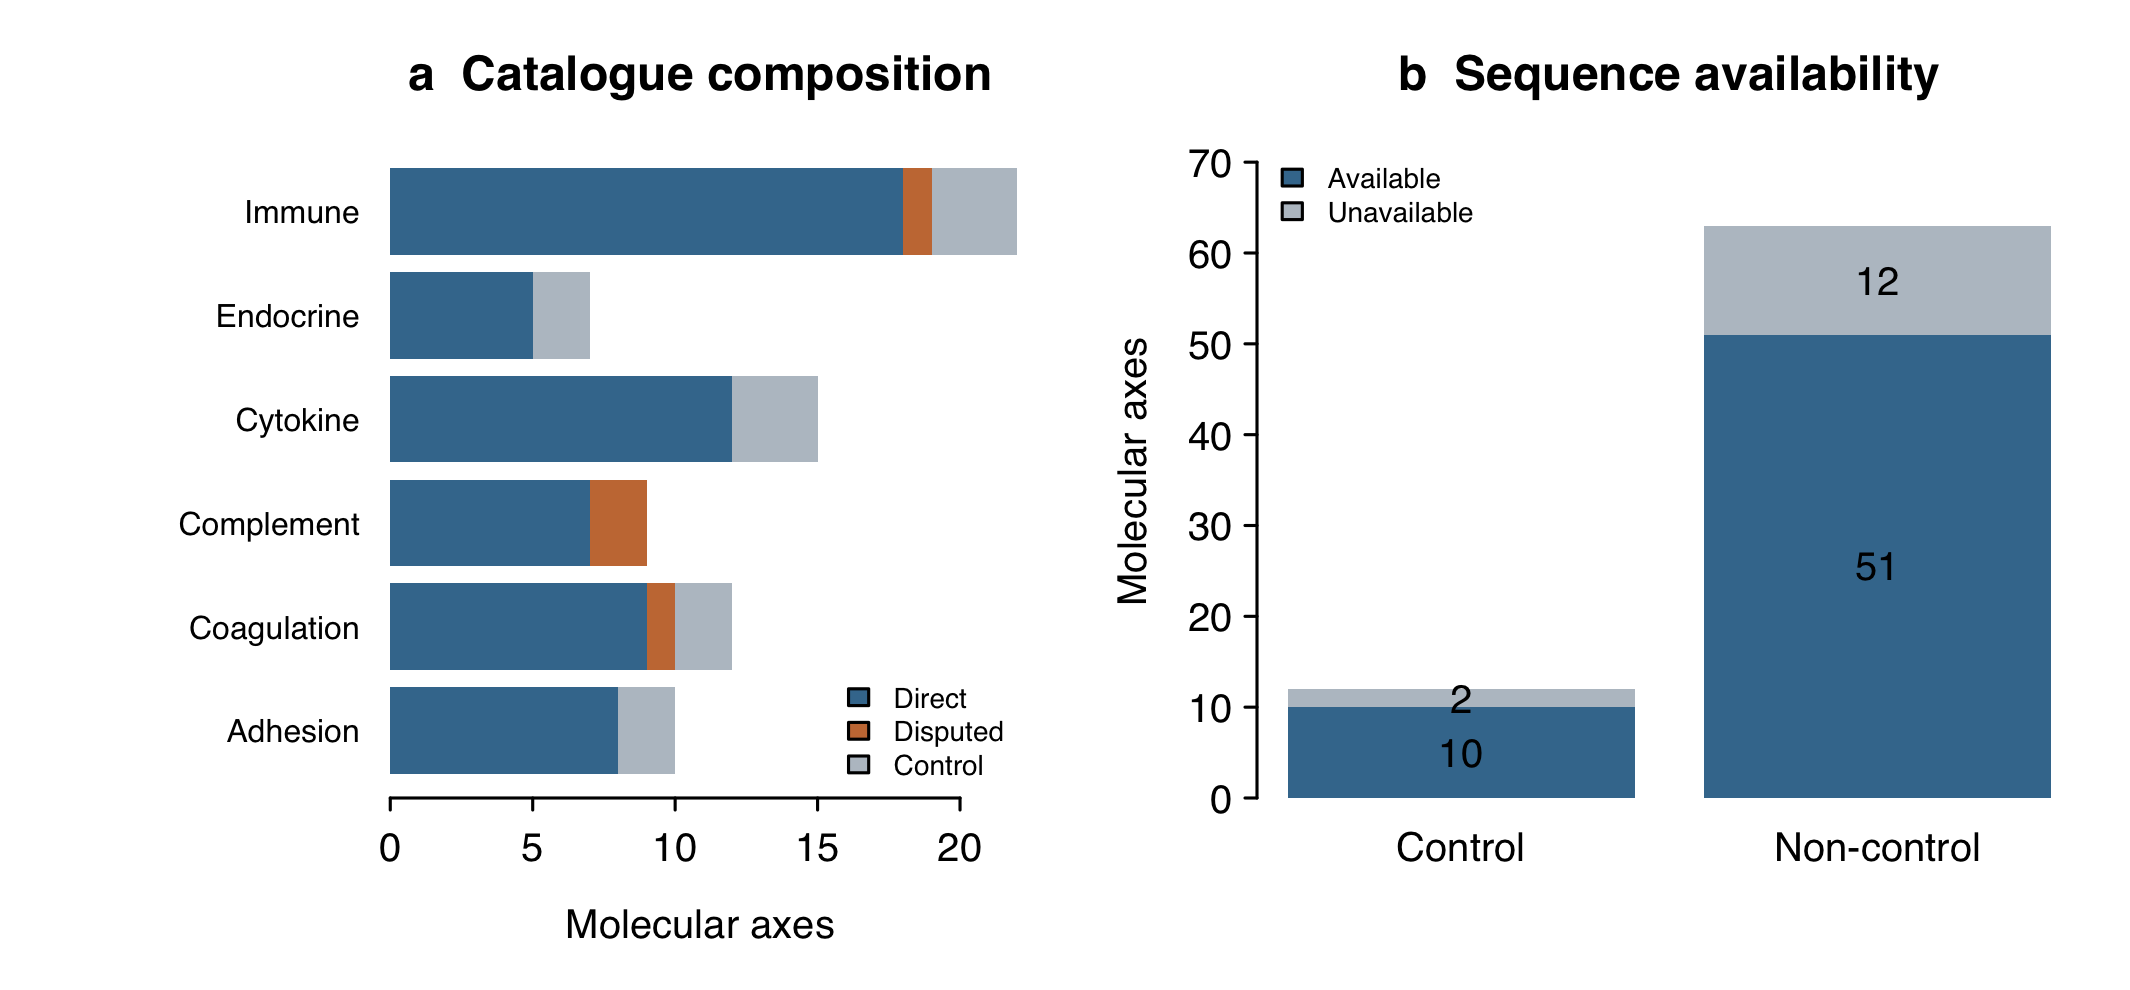 a Catalogue composition
Immune
Endocrine
Cytokine
Complement
Coagulation
Adhesion
Direct
Disputed
Control
0 5 10 15 20
Molecular axes
b Sequence availability
Available
Unavailable
Molecular axes
70
60
50
40
30
20
10
0
12
51
2
10
Control Non-control